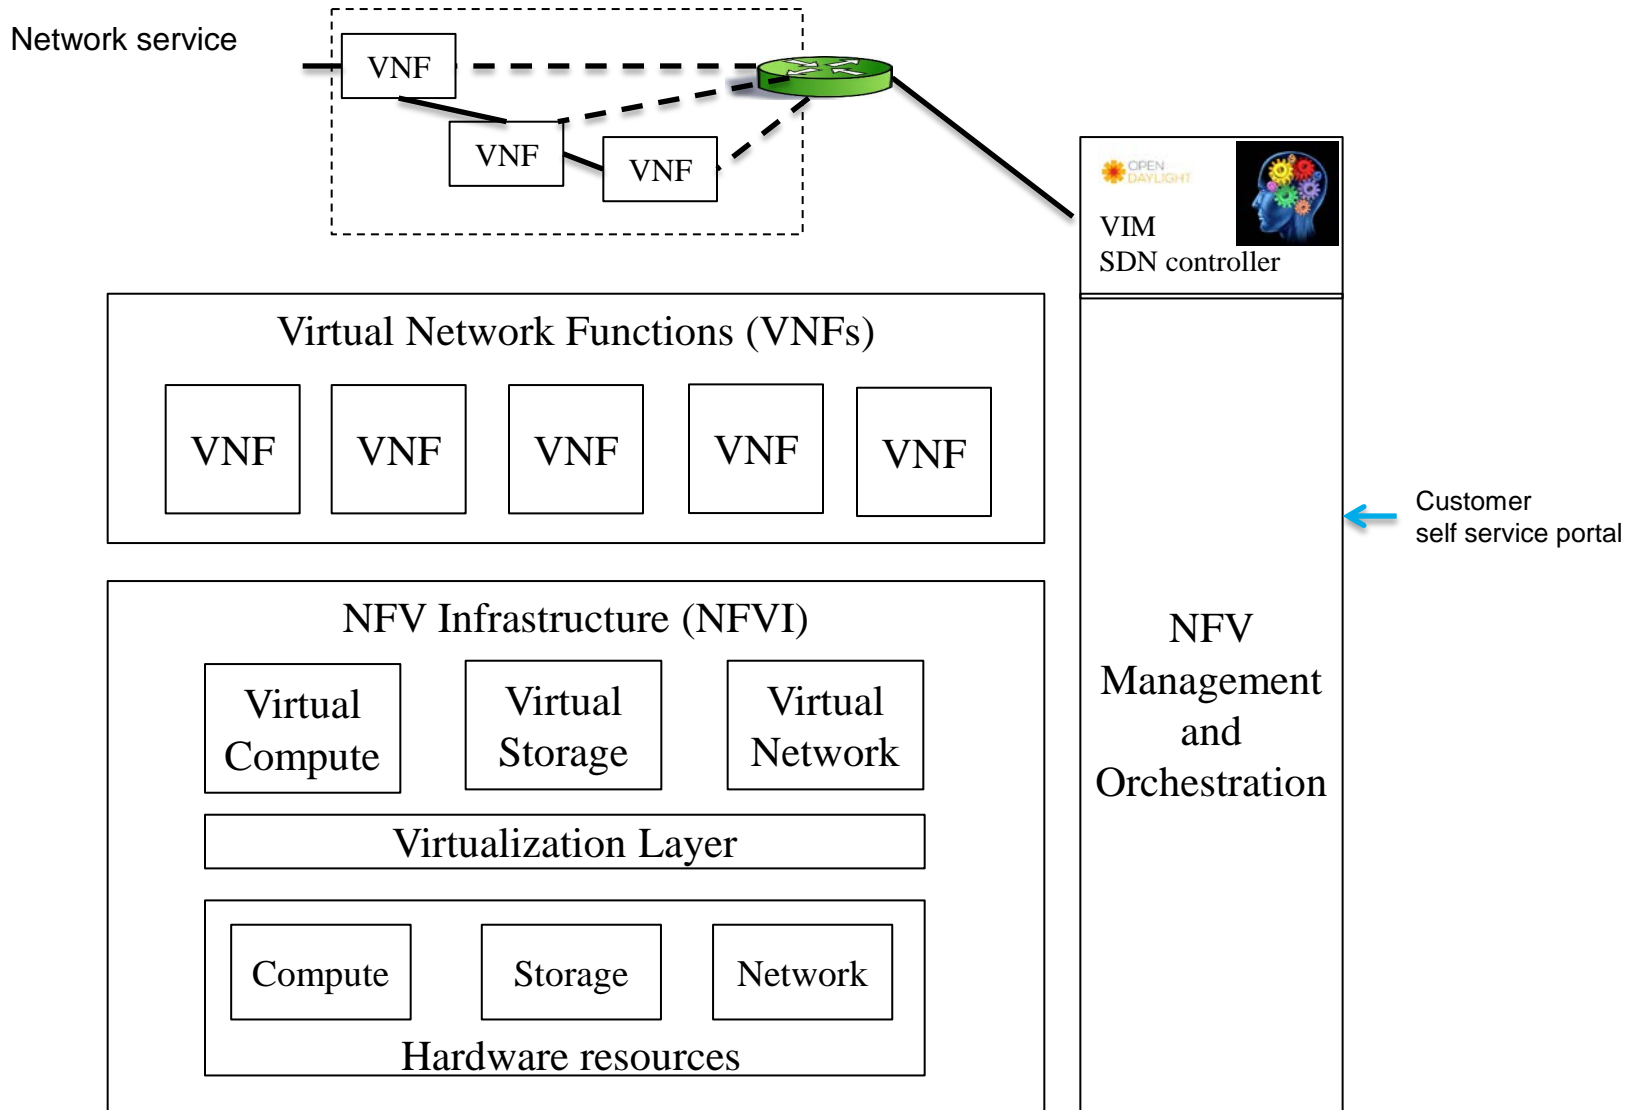 Network service
VNF
VNF
VNF
OPEN
DAYLIGHT
VIM
SDN controller
Virtual Network Functions (VNFs)
VNF
VNF
VNF
VNF
VNF
Customer
self service portal
NFV Infrastructure (NFVI)
Virtual
Compute
Virtual
Storage
Virtual
Network
Virtualization Layer
Compute
Storage
Network
Hardware resources
NFV
Management
and
Orchestration